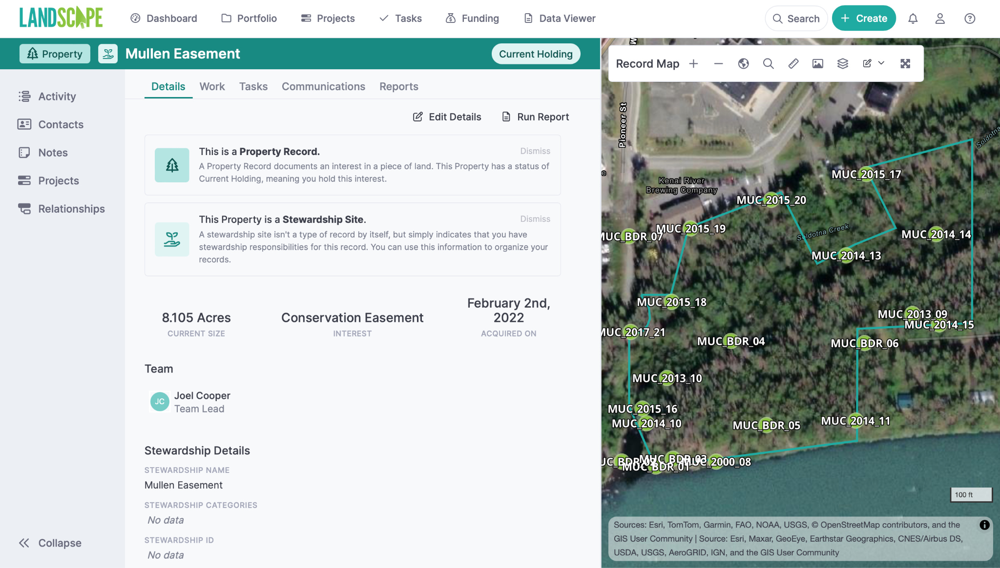 LANDSCAPE
Dashboard
Portfolio
Projects
Tasks
Funding
Data Viewer
Search
Create
Property
Mullen Easement
Current Holding
Activity
Contacts
Notes
Projects
Relationships
Collapse
Details
Work
Tasks
Communications
Reports
Edit Details
Run Report
This is a Property Record.
Dismiss
A Property Record documents an interest in a piece of land. This Property has a status of
Current Holding, meaning you hold this interest.
This Property is a Stewardship Site.
Dismiss
A stewardship site isn't a type of record by itself, but simply indicates that you have
stewardship responsibilities for this record. You can use this information to organize your
records.
8.105 Acres
CURRENT SIZE
Conservation Easement
INTEREST
February 2nd,
2022
ACQUIRED ON
Team
JC
Joel Cooper
Team Lead
Stewardship Details
STEWARDSHIP NAME
Mullen Easement
STEWARDSHIP CATEGORIES
No data
STEWARDSHIP ID
No data
Record Map
Pioneer St
Soldotna
Kenai River
Brewing Company
MUC_2015_17
MUC_2015_20
MUC_2015_19
MUC_BDR_07
Soldotna Creek
MUC_2014_14
MUC_2014_13
MUC_2015_18
MUC_2013_09
MUC_2014_15
MUC_2017_21
MUC_BDR_04
MUC_BDR_06
MUC_2013_10
MUC_2015_16
MUC_2014_10
MUC_BDR_05
MUC_2014_11
UC_BDR_02
MUC_BDR_03
MUC_2000_08
MUC_BDR_01
100 ft
Sources: Esri, TomTom, Garmin, FAO, NOAA, USGS, © OpenStreetMap contributors, and the
GIS User Community | Source: Esri, Maxar, GeoEye, Earthstar Geographics, CNES/Airbus DS,
USDA, USGS, AeroGRID, IGN, and the GIS User Community